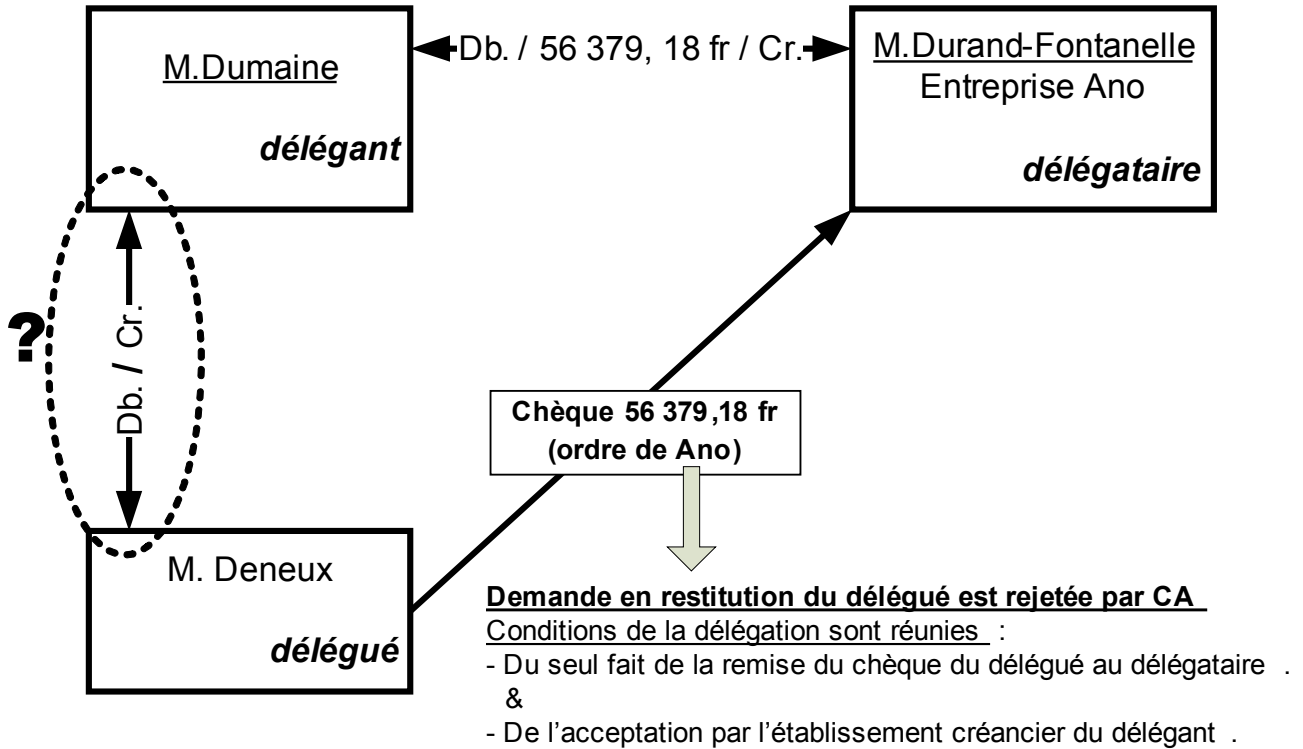 M.Dumaine
délégant
Db. / 56 379, 18 fr / Cr.
M.Durand-Fontanelle
Entreprise Ano
délégataire
?
Db. / Cr.
Chèque 56 379,18 fr
(ordre de Ano)
M. Deneux
délégué
Demande en restitution du délégué est rejetée par CA
Conditions de la délégation sont réunies :
- Du seul fait de la remise du chèque du délégué au délégataire .
&
- De l’acceptation par l’établissement créancier du délégant .